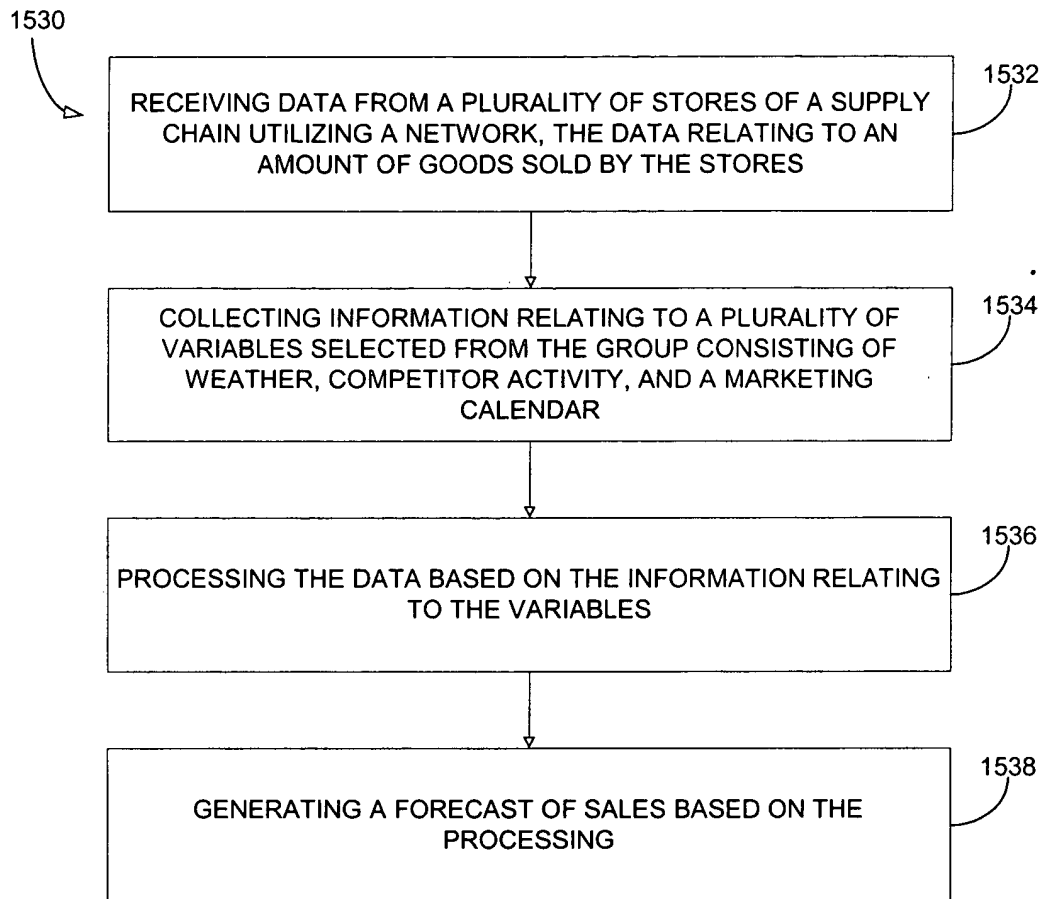 1530
1532
RECEIVING DATA FROM A PLURALITY OF STORES OF A SUPPLY
CHAIN UTILIZING A NETWORK, THE DATA RELATING TO AN
AMOUNT OF GOODS SOLD BY THE STORES
1534
COLLECTING INFORMATION RELATING TO A PLURALITY OF
VARIABLES SELECTED FROM THE GROUP CONSISTING OF
WEATHER, COMPETITOR ACTIVITY, AND A MARKETING
CALENDAR
1536
PROCESSING THE DATA BASED ON THE INFORMATION RELATING
TO THE VARIABLES
1538
GENERATING A FORECAST OF SALES BASED ON THE
PROCESSING